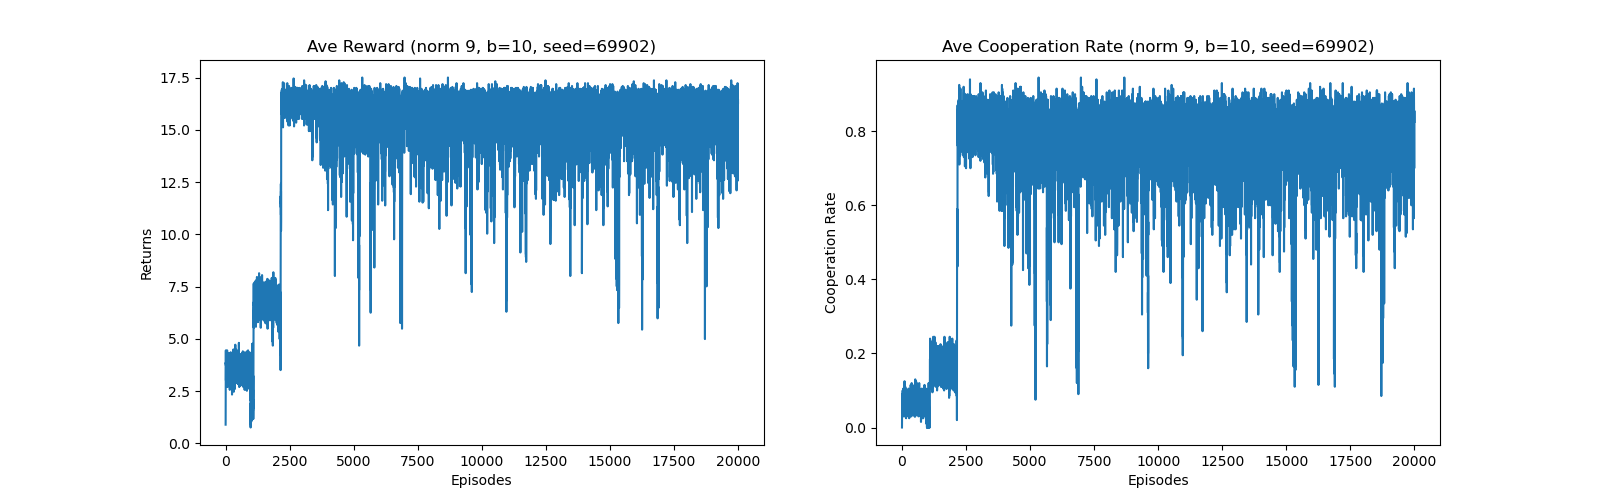 Ave Reward (norm 9, b=10, seed=69902)
Returns
17.5
15.0
12.5
10.0
7.5
5.0
2.5
0.0
0 2500 5000 7500 10000 12500 15000 17500 20000
Episodes
Ave Cooperation Rate (norm 9, b=10, seed=69902)
Cooperation Rate
0.8
0.6
0.4
0.2
0.0
0 2500 5000 7500 10000 12500 15000 17500 20000
Episodes